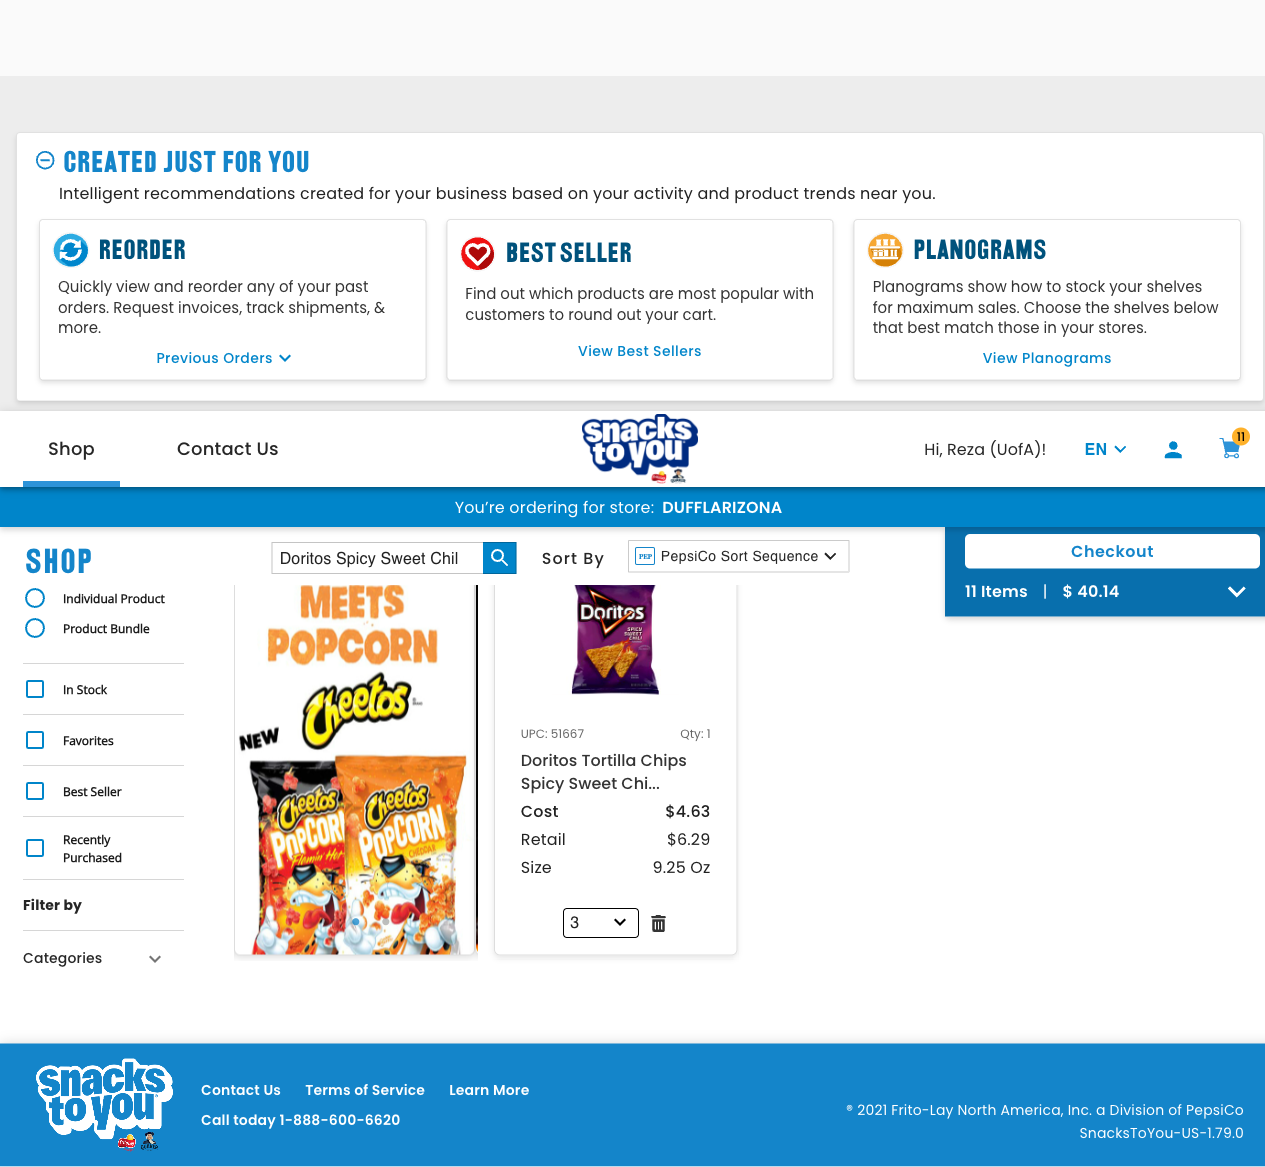 CREATED JUST FOR YOU
Intelligent recommendations created for your business based on your activity and product trends near you.
REORDER
Quickly view and reorder any of your past
orders. Request invoices, track shipments, &
more.
Previous Orders
BEST SELLER
Find out which products are most popular with
customers to round out your cart.
View Best Sellers
PLANOGRAMS
Planograms show how to stock your shelves
for maximum sales. Choose the shelves below
that best match those in your stores.
View Planograms
Shop
Contact Us
snacks
to you
Hi, Reza (UofA)!
EN
11
You're ordering for store: DUFFLARIZONA
SHOP
Doritos Spicy Sweet Chil
Sort By
PEP
PepsiCo Sort Sequence
Checkout
11 Items | $ 40.14
Individual Product
Product Bundle
In Stock
Favorites
Best Seller
Recently
Purchased
Filter by
Categories
MEETS
POPCORN
Cheetos
NEW
Cheetos
POPCORN
Flamin' Hot
Cheetos
POPCORN
CHEDDAR
Doritos
SPICY
SWEET
CHILI
UPC: 51667
Qty: 1
Doritos Tortilla Chips
Spicy Sweet Chi...
Cost $4.63
Retail $6.29
Size 9.25 Oz
3
snacks
to you
Contact Us
Terms of Service
Learn More
Call today 1-888-600-6620
® 2021 Frito-Lay North America, Inc. a Division of PepsiCo
SnacksToYou-US-1.79.0